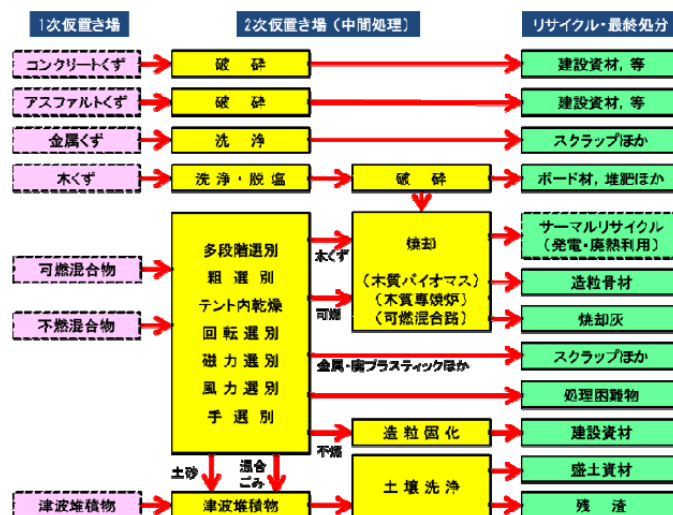 1次仮置き場
2次仮置き場（中間処理）
リサイクル・最終処分
コンクリートくず
破 砕
建設資材，等
アスファルトくず
破 砕
建設資材，等
金属くず
洗 浄
スクラップほか
木くず
洗浄・脱塩
破 砕
ボード材，堆肥ほか
可燃混合物
不燃混合物
多段階選別
粗 選 別
テント内乾燥
回 転 選 別
磁 力 選 別
風 力 選 別
手 選 別
木くず
可燃
焼却
（木質バイオマス）
（木質専焼炉）
（可燃混合路）
サーマルリサイクル
（発電・廃熱利用）
造粒骨材
焼却灰
金属・廃プラスティックほか
スクラップほか
処理困難物
不燃
造粒固化
建設資材
土砂
混合
ごみ
津波堆積物
津波堆積物
土壌洗浄
盛土資材
残 渣